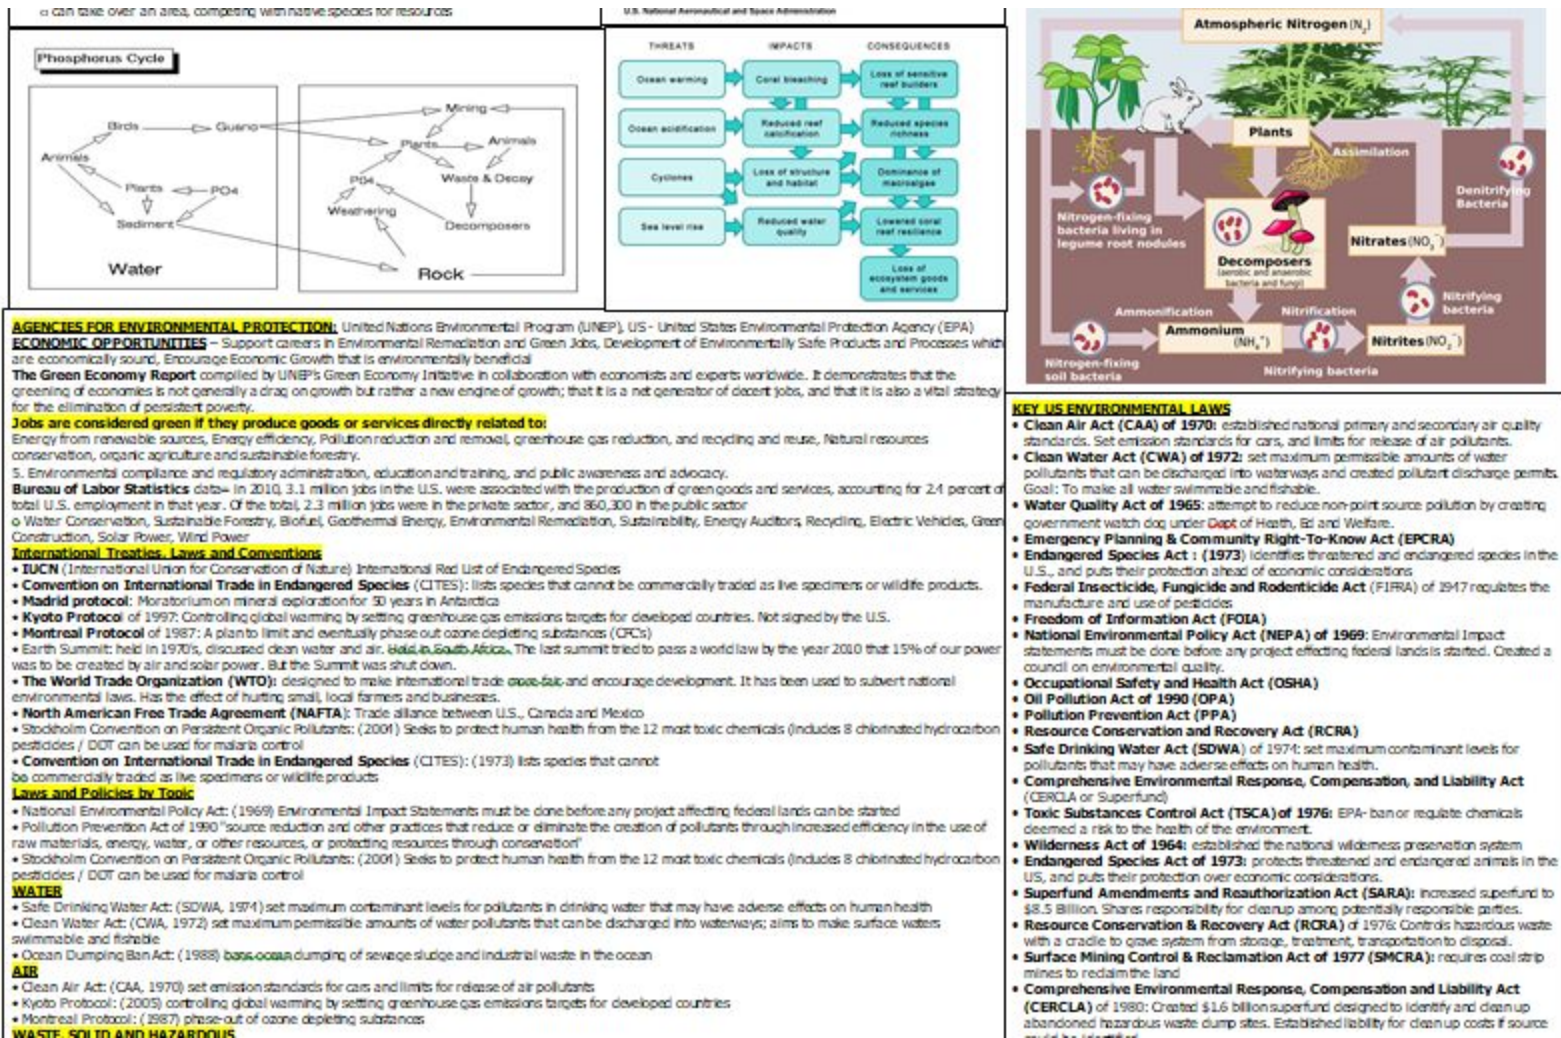 can take over an area, competing with native species for resources
U.S. National Aeronautical and Space Administration
Phosphorus Cycle
Birds
Guano
Animals
Plants
PO4
Sediment
Water
Mining
Plants
Animals
PO4
Waste & Decay
Weathering
Decomposers
Rock
THREATS
IMPACTS
CONSEQUENCES
Ocean warming
Coral bleaching
Loss of sensitive
reef builders
Ocean acidification
Reduced reef
calcification
Reduced species
richness
Cyclones
Loss of structure
and habitat
Dominance of
macroalgae
Sea level rise
Reduced water
quality
Lowered coral
reef resilience
Loss of
ecosystem goods
and services
Atmospheric Nitrogen (N₂)
Plants
Assimilation
Denitrifying
Bacteria
Nitrogen-fixing
bacteria living in
legume root nodules
Nitrates (NO₃⁻)
Decomposers
(aerobic and anaerobic
bacteria and fungi)
Nitrifying
bacteria
Ammonification
Nitrification
Ammonium
(NH₄⁺)
Nitrites (NO₂⁻)
Nitrogen-fixing
soil bacteria
Nitrifying bacteria
AGENCIES FOR ENVIRONMENTAL PROTECTION: United Nations Environmental Program (UNEP), US - United States Environmental Protection Agency (EPA)
ECONOMIC OPPORTUNITIES – Support careers in Environmental Remediation and Green Jobs, Development of Environmentally Safe Products and Processes which
are economically sound, Encourage Economic Growth that is environmentally beneficial
The Green Economy Report compiled by UNEP's Green Economy Initiative in collaboration with economists and experts worldwide. It demonstrates that the
greening of economies is not generally a drag on growth but rather a new engine of growth; that it is a net generator of decent jobs, and that it is also a vital strategy
for the elimination of persistent poverty.
Jobs are considered green if they produce goods or services directly related to:
Energy from renewable sources, Energy efficiency, Pollution reduction and removal, greenhouse gas reduction, and recycling and reuse, Natural resources
conservation, organic agriculture and sustainable forestry.
5. Environmental compliance and regulatory administration, education and training, and public awareness and advocacy.
Bureau of Labor Statistics data– in 2010, 3.1 million jobs in the U.S. were associated with the production of green goods and services, accounting for 2.4 percent of
total U.S. employment in that year. Of the total, 2.3 million jobs were in the private sector, and 860,300 in the public sector
o Water Conservation, Sustainable Forestry, Biofuel, Geothermal Energy, Environmental Remediation, Sustainability, Energy Auditors, Recycling, Electric Vehicles, Green
Construction, Solar Power, Wind Power
International Treaties, Laws and Conventions
• IUCN (International Union for Conservation of Nature) International Red List of Endangered Species
• Convention on International Trade in Endangered Species (CITES): lists species that cannot be commercially traded as live specimens or wildlife products.
• Madrid protocol: Moratorium on mineral exploration for 50 years in Antarctica
• Kyoto Protocol of 1997: Controlling global warming by setting greenhouse gas emissions targets for developed countries. Not signed by the U.S.
• Montreal Protocol of 1987: A plan to limit and eventually phase out ozone depleting substances (CFC's)
• Earth Summit: held in 1970's, discussed clean water and air. Held in South Africa. The last summit tried to pass a world law by the year 2010 that 15% of our power
was to be created by air and solar power. But the Summit was shut down.
• The World Trade Organization (WTO): designed to make international trade more fair and encourage development. It has been used to subvert national
environmental laws. Has the effect of hurting small, local farmers and businesses.
• North American Free Trade Agreement (NAFTA): Trade alliance between U.S., Canada and Mexico
• Stockholm Convention on Persistent Organic Pollutants: (2001) Seeks to protect human health from the 12 most toxic chemicals (includes 8 chlorinated hydrocarbon
pesticides / DDT can be used for malaria control
• Convention on International Trade in Endangered Species (CITES): (1973) lists species that cannot
be commercially traded as live specimens or wildlife products
Laws and Policies by Topic
• National Environmental Policy Act: (1969) Environmental Impact Statements must be done before any project affecting federal lands can be started
• Pollution Prevention Act of 1990 "source reduction and other practices that reduce or eliminate the creation of pollutants through increased efficiency in the use of
raw materials, energy, water, or other resources, or protecting resources through conservation"
• Stockholm Convention on Persistent Organic Pollutants: (2001) Seeks to protect human health from the 12 most toxic chemicals (includes 8 chlorinated hydrocarbon
pesticides / DDT can be used for malaria control
WATER
• Safe Drinking Water Act: (SDWA, 1974) set maximum contaminant levels for pollutants in drinking water that may have adverse effects on human health
• Clean Water Act: (CWA, 1972) set maximum permissible amounts of water pollutants that can be discharged into waterways; aims to make surface waters
swimmable and fishable
• Ocean Dumping Ban Act: (1988) bans ocean dumping of sewage sludge and industrial waste in the ocean
AIR
• Clean Air Act: (CAA, 1970) set emission standards for cars and limits for release of air pollutants
• Kyoto Protocol: (2005) controlling global warming by setting greenhouse gas emissions targets for developed countries
• Montreal Protocol: (1987) phase-out of ozone depleting substances
WASTE, SOLID AND HAZARDOUS
KEY US ENVIRONMENTAL LAWS
• Clean Air Act (CAA) of 1970: established national primary and secondary air quality
standards. Set emission standards for cars, and limits for release of air pollutants.
• Clean Water Act (CWA) of 1972: set maximum permissible amounts of water
pollutants that can be discharged into waterways and created pollutant discharge permits.
Goal: To make all water swimmable and fishable.
• Water Quality Act of 1965: attempt to reduce non-point source pollution by creating
government watch dog under Dept of Heath, Ed and Welfare.
• Emergency Planning & Community Right-To-Know Act (EPCRA)
• Endangered Species Act : (1973) identifies threatened and endangered species in the
U.S., and puts their protection ahead of economic considerations
• Federal Insecticide, Fungicide and Rodenticide Act (FIFRA) of 1947 regulates the
manufacture and use of pesticides
• Freedom of Information Act (FOIA)
• National Environmental Policy Act (NEPA) of 1969: Environmental Impact
statements must be done before any project effecting federal lands is started. Created a
council on environmental quality.
• Occupational Safety and Health Act (OSHA)
• Oil Pollution Act of 1990 (OPA)
• Pollution Prevention Act (PPA)
• Resource Conservation and Recovery Act (RCRA)
• Safe Drinking Water Act (SDWA) of 1974: set maximum contaminant levels for
pollutants that may have adverse effects on human health.
• Comprehensive Environmental Response, Compensation, and Liability Act
(CERCLA or Superfund)
• Toxic Substances Control Act (TSCA) of 1976: EPA- ban or regulate chemicals
deemed a risk to the health of the environment.
• Wilderness Act of 1964: established the national wilderness preservation system
• Endangered Species Act of 1973: protects threatened and endangered animals in the
US, and puts their protection over economic considerations.
• Superfund Amendments and Reauthorization Act (SARA): increased superfund to
$8.5 Billion. Shares responsibility for cleanup among potentially responsible parties.
• Resource Conservation & Recovery Act (RCRA) of 1976: Controls hazardous waste
with a cradle to grave system from storage, treatment, transportation to disposal.
• Surface Mining Control & Reclamation Act of 1977 (SMCRA): requires coal strip
mines to reclaim the land
• Comprehensive Environmental Response, Compensation and Liability Act
(CERCLA) of 1980: Created $1.6 billion superfund designed to identify and clean up
abandoned hazardous waste dump sites. Established liability for clean up costs if source
could be identified.